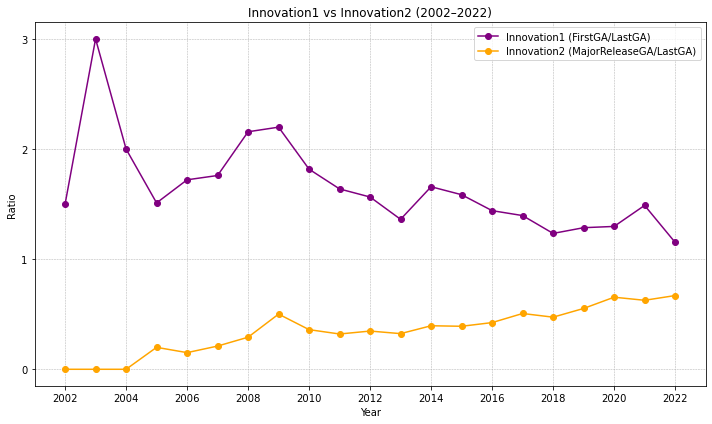 Innovation1 vs Innovation2 (2002–2022)
Innovation1 (FirstGA/LastGA)
Innovation2 (MajorReleaseGA/LastGA)
Ratio
3
2
1
0
2002 2004 2006 2008 2010 2012 2014 2016 2018 2020 2022
Year